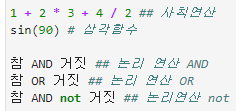 1 + 2 * 3 + 4 / 2 ## 사칙연산
sin(90) # 삼각함수
참 AND 거짓 ## 논리 연산 AND
참 OR 거짓 ## 논리 연산 OR
참 AND not 거짓 ## 논리연산 not